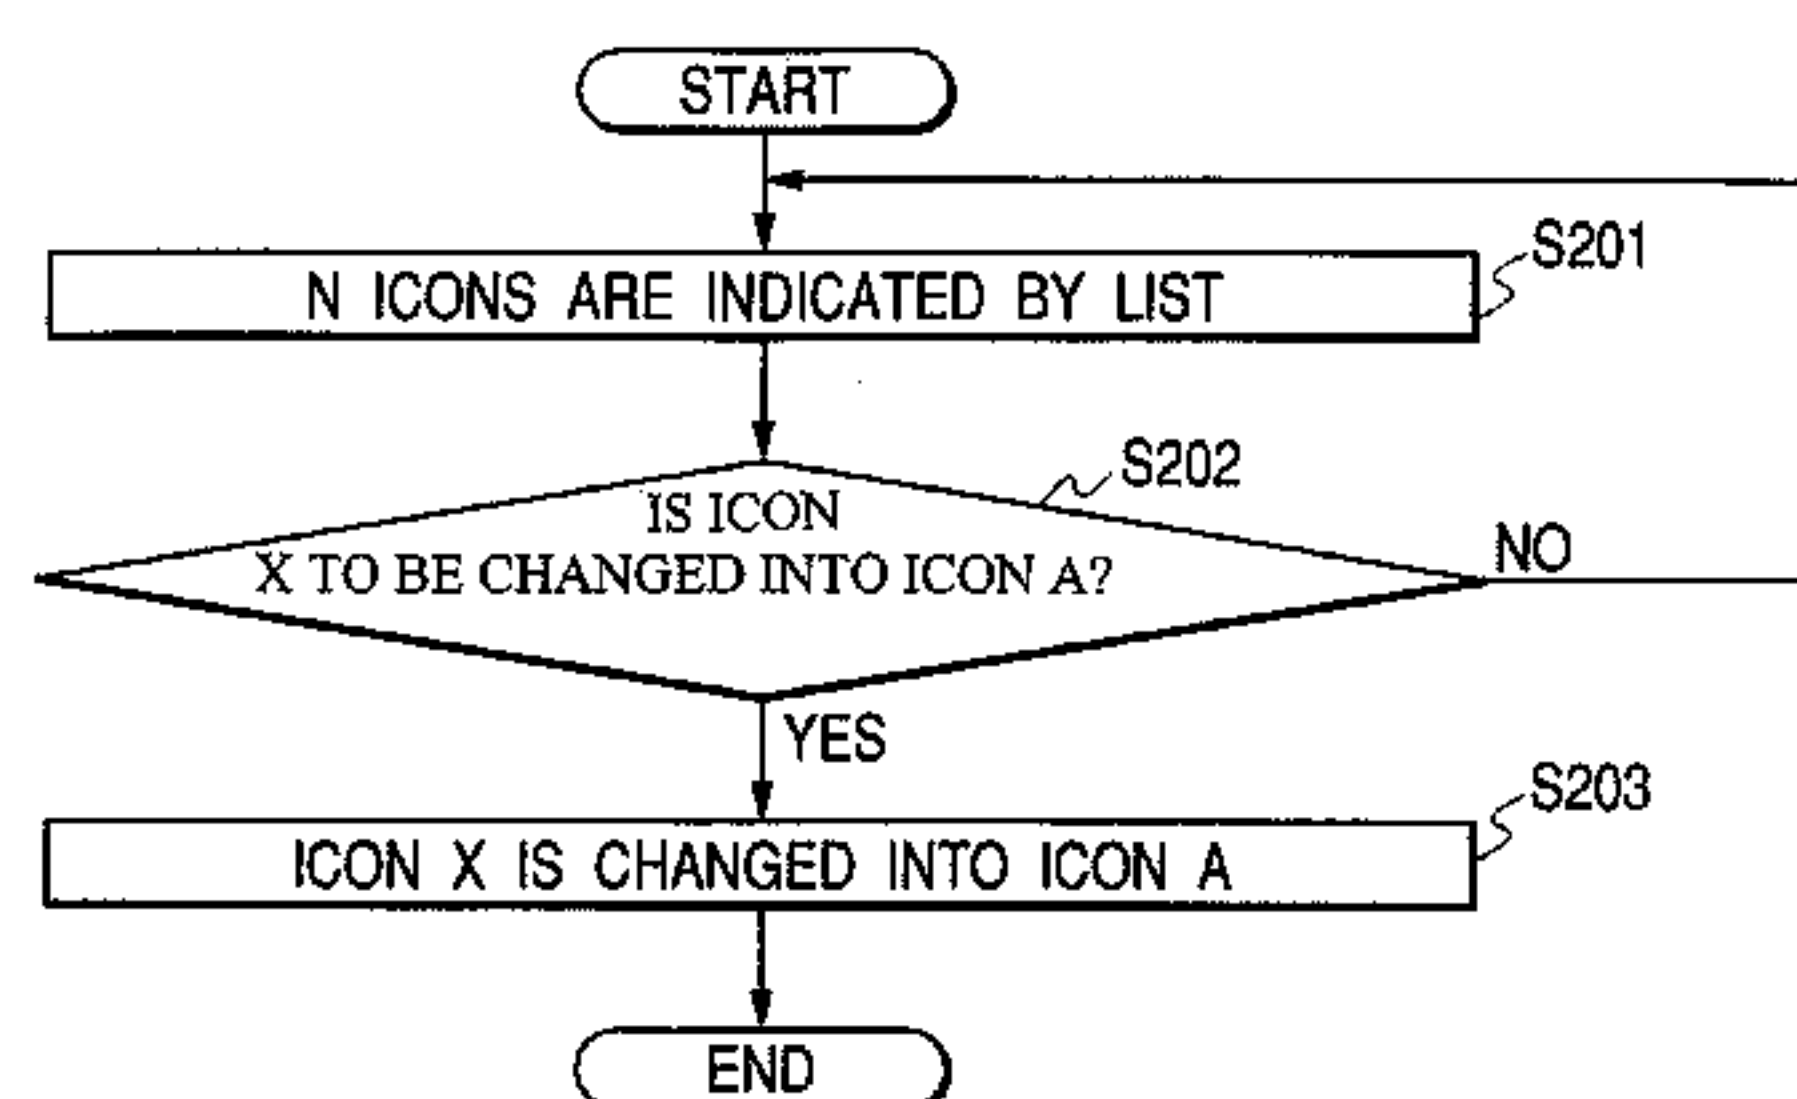 START
N ICONS ARE INDICATED BY LIST
S201
S202
IS ICON
X TO BE CHANGED INTO ICON A?
NO
YES
S203
ICON X IS CHANGED INTO ICON A
END